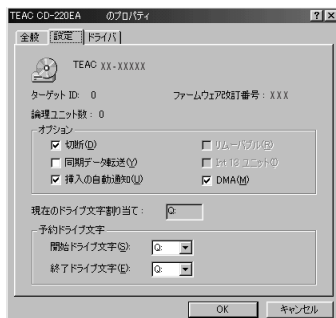 TEAC CD-220EA のプロパティ
全般 設定 ドライバ
TEAC XX-XXXXX
ターゲット ID: 0 ファームウェア改訂番号: XXX
論理ユニット数: 0
オプション
切断(D) リムーバブル(R)
同期データ転送(Y) Int 13 ユニット(I)
挿入の自動通知(U) DMA(M)
現在のドライブ文字割り当て: Q:
予約ドライブ文字
開始ドライブ文字(S): Q:
終了ドライブ文字(E): Q:
OK キャンセル